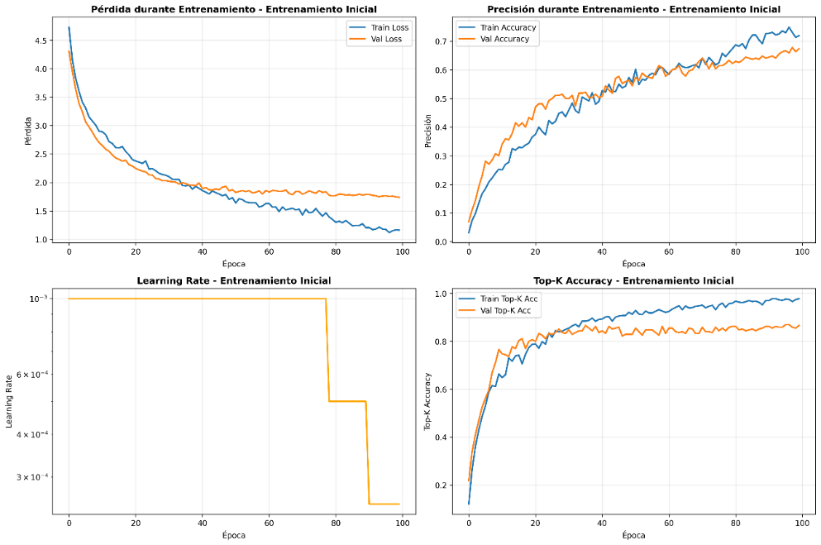 Pérdida durante Entrenamiento - Entrenamiento Inicial
Train Loss
Val Loss
4.5
4.0
3.5
3.0
2.5
2.0
1.5
1.0
Pérdida
0 20 40 60 80 100
Época
Precisión durante Entrenamiento - Entrenamiento Inicial
Train Accuracy
Val Accuracy
0.7
0.6
0.5
0.4
0.3
0.2
0.1
0.0
Precisión
0 20 40 60 80 100
Época
Learning Rate - Entrenamiento Inicial
10⁻³
6 × 10⁻⁴
4 × 10⁻⁴
3 × 10⁻⁴
Learning Rate
0 20 40 60 80 100
Época
Top-K Accuracy - Entrenamiento Inicial
Train Top-K Acc
Val Top-K Acc
1.0
0.8
0.6
0.4
0.2
Top-K Accuracy
0 20 40 60 80 100
Época